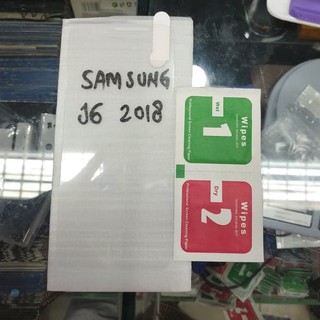 SAMSUNG
J6 2018
Wet
1
Wipes
Dry
2
Wipes